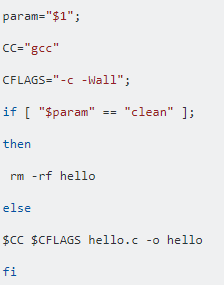 param="$1";
CC="gcc"
CFLAGS="-c -Wall";
if [ "$param" == "clean" ];
then
rm -rf hello
else
$CC $CFLAGS hello.c -o hello
fi